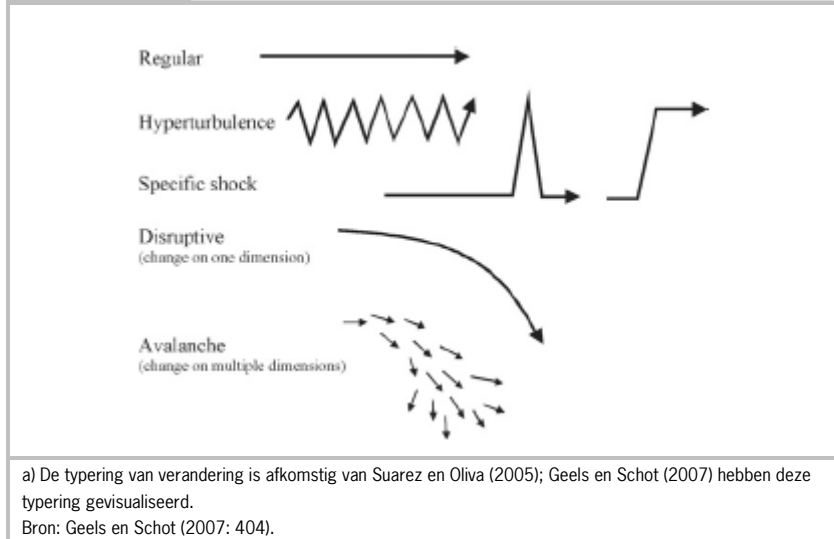 Regular
Hyperturbulence
Specific shock
Disruptive
(change on one dimension)
Avalanche
(change on multiple dimensions)
a) De typering van verandering is afkomstig van Suarez en Oliva (2005); Geels en Schot (2007) hebben deze
typering gevisualiseerd.
Bron: Geels en Schot (2007: 404).